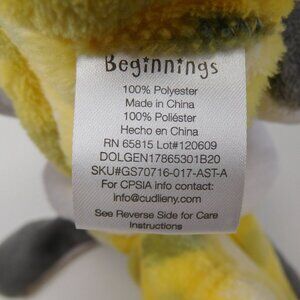 Beginnings
100% Polyester
Made in China
100% Poliéster
Hecho en China
RN 65815 Lot#120609
DOLGEN17865301B20
SKU#GS70716-017-AST-A
For CPSIA info contact:
info@cudlieny.com
See Reverse Side for Care
Instructions